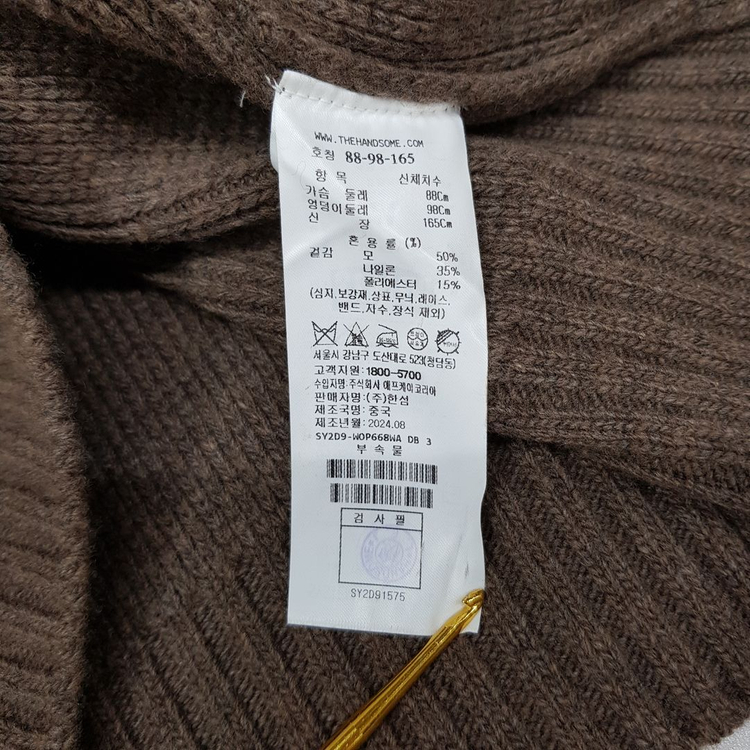 WWW.THEHANDSOME.COM
호칭 88-98-165
항 목 신체치수
가슴 둘레 88Cm
엉덩이둘레 98Cm
신 장 165Cm
혼 용 률 (%)
겉감 모 50%
나일론 35%
폴리에스터 15%
(심지,보강재,상표,무늬,레이스,
밴드,자수,장식 제외)
서울시 강남구 도산대로 523(청담동)
고객지원:1800-5700
수입자명:주식회사 에프케이코리아
판매자명:(주)한섬
제조국명:중국
제조년월:2024.08
SY2D9-WOP668WA DB 3
부 속 물
검 사 필
SY2D91575